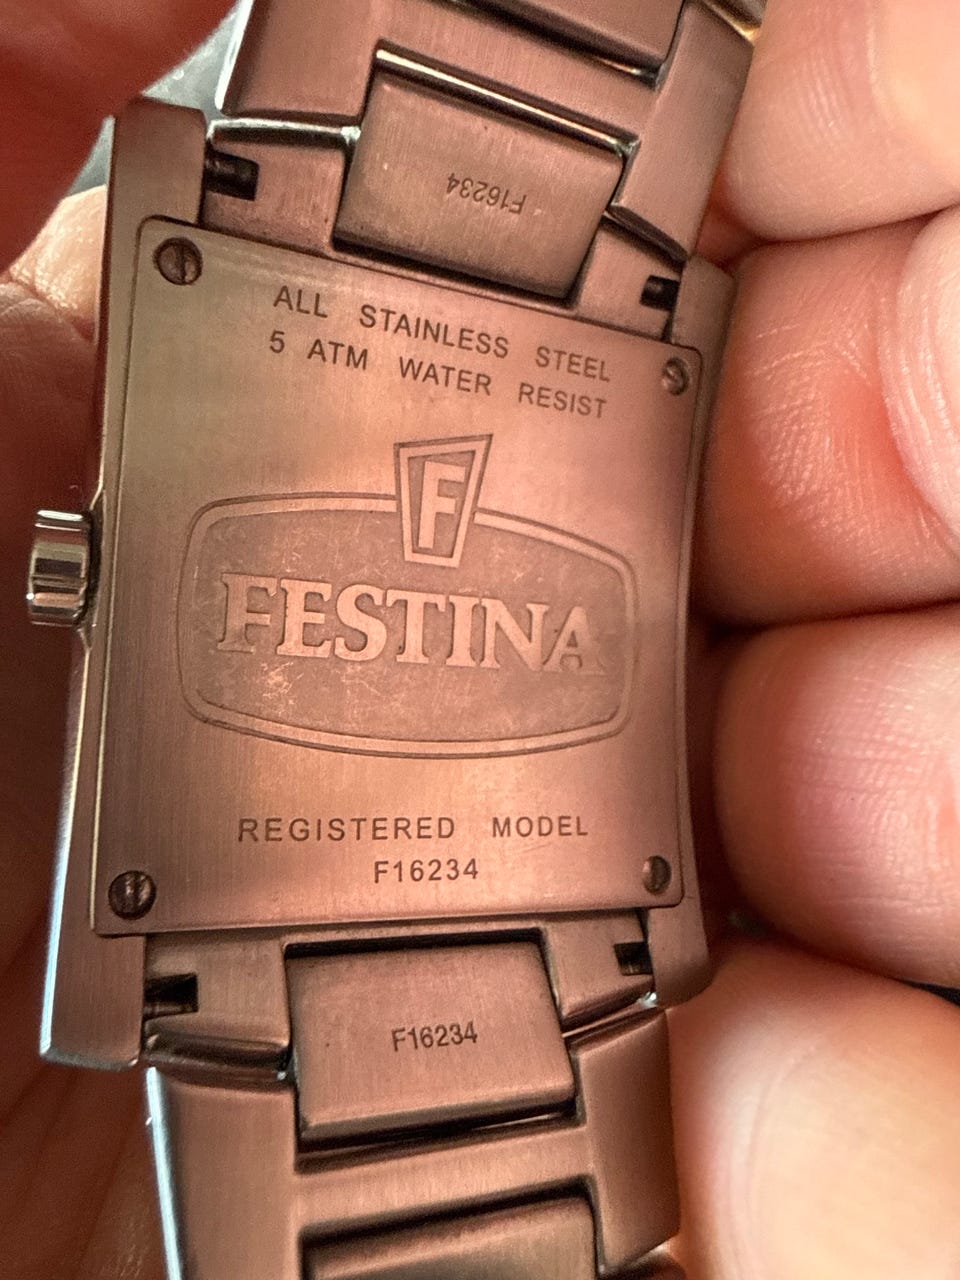 F16234
ALL STAINLESS STEEL
5 ATM WATER RESIST
F
FESTINA
REGISTERED MODEL
F16234
F16234